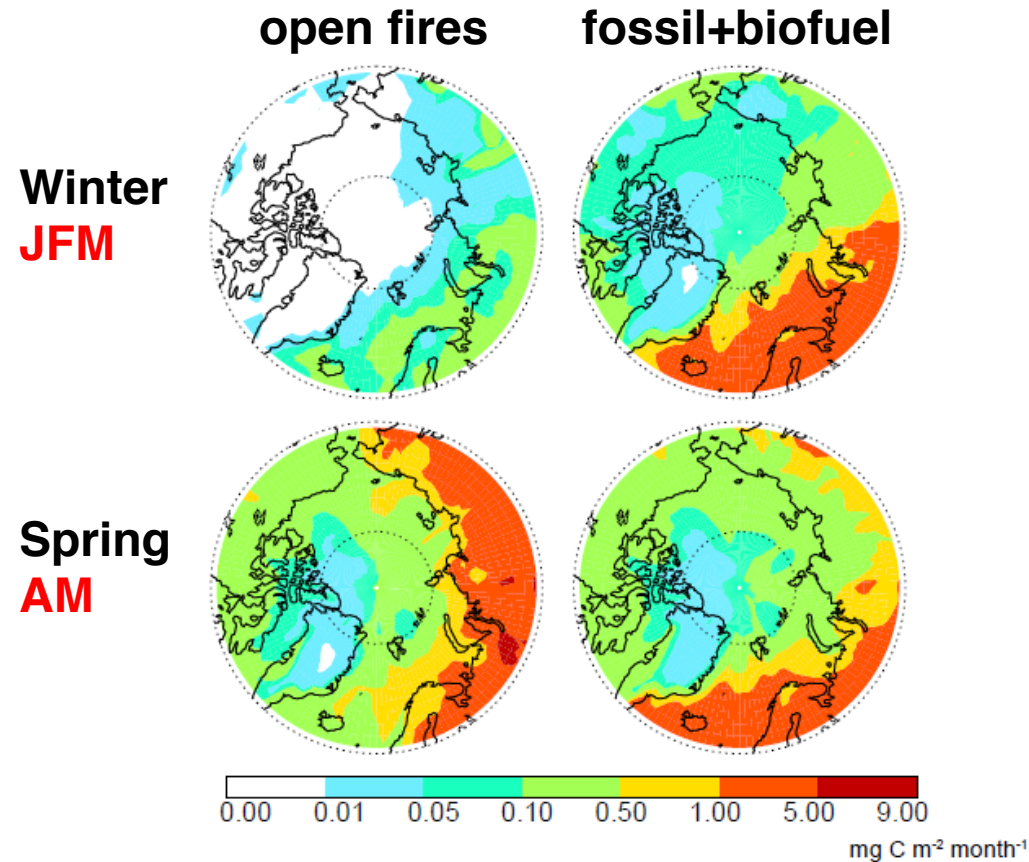 open fires fossil+biofuel
Winter
JFM
Spring
AM
0.00 0.01 0.05 0.10 0.50 1.00 5.00 9.00
mg C m⁻² month⁻¹